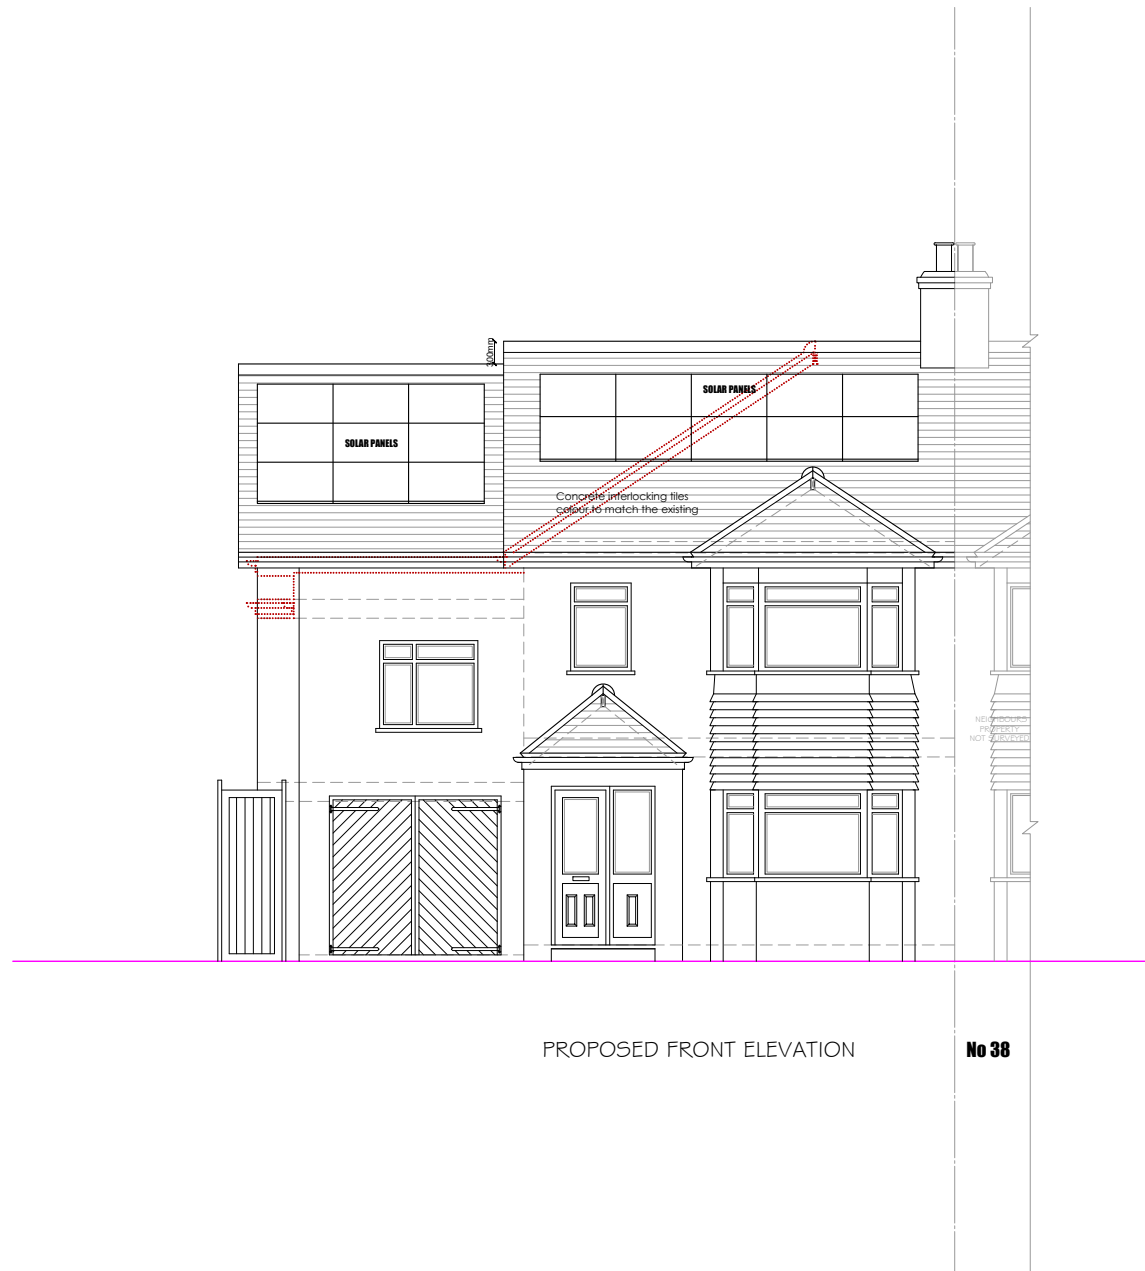 300mm
SOLAR PANELS
SOLAR PANELS
Concrete interlocking tiles
colour to match the existing
NEIGHBOURS
PROPERTY
NOT SURVEYED
PROPOSED FRONT ELEVATION
No 38